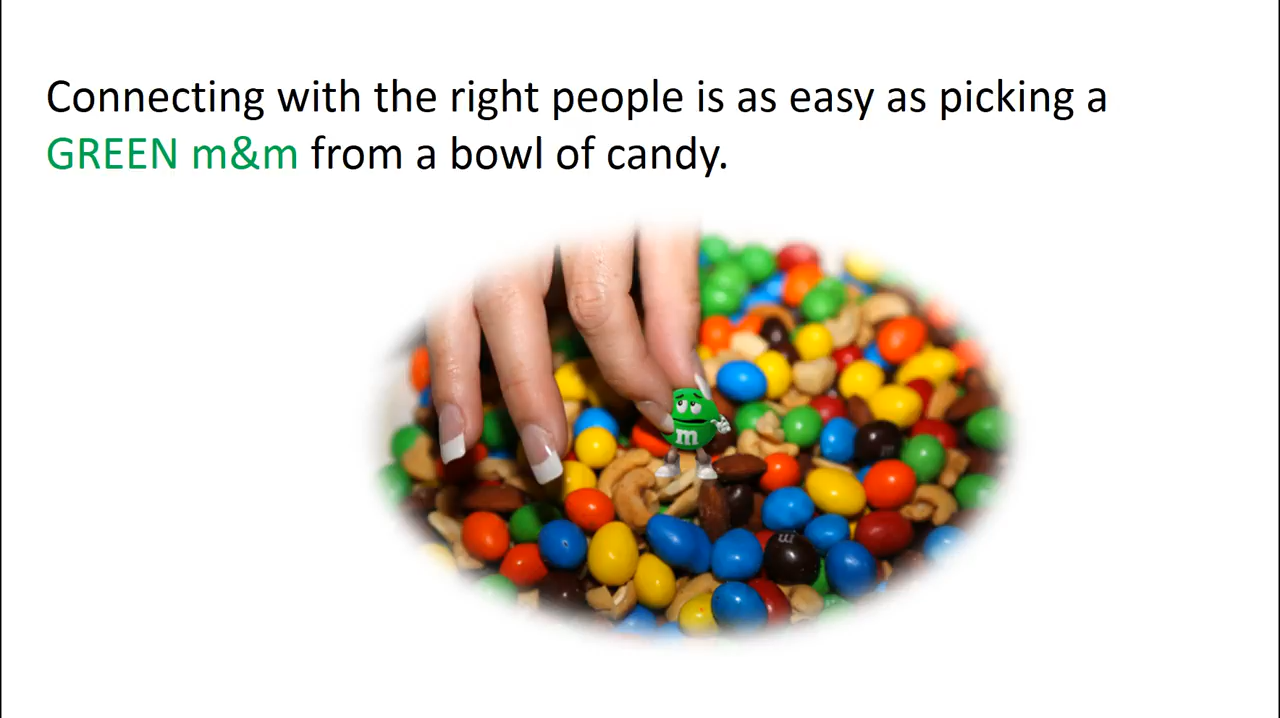 Connecting with the right people is as easy as picking a
GREEN m&m from a bowl of candy.
m
m